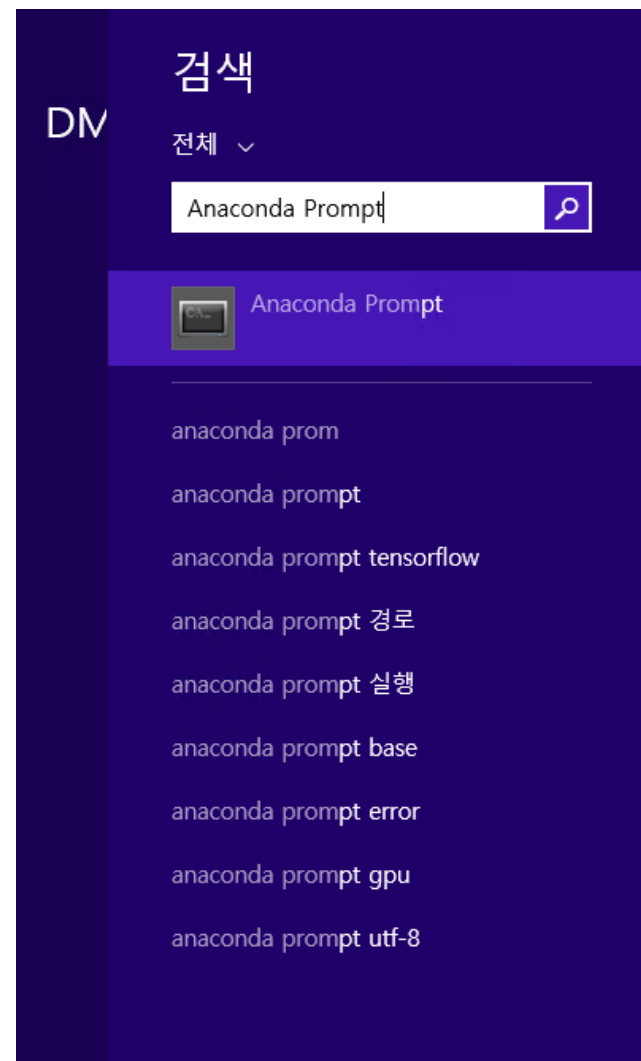 검색
DM
전체
Anaconda Prompt
Anaconda Prompt
anaconda prom
anaconda prompt
anaconda prompt tensorflow
anaconda prompt 경로
anaconda prompt 실행
anaconda prompt base
anaconda prompt error
anaconda prompt gpu
anaconda prompt utf-8